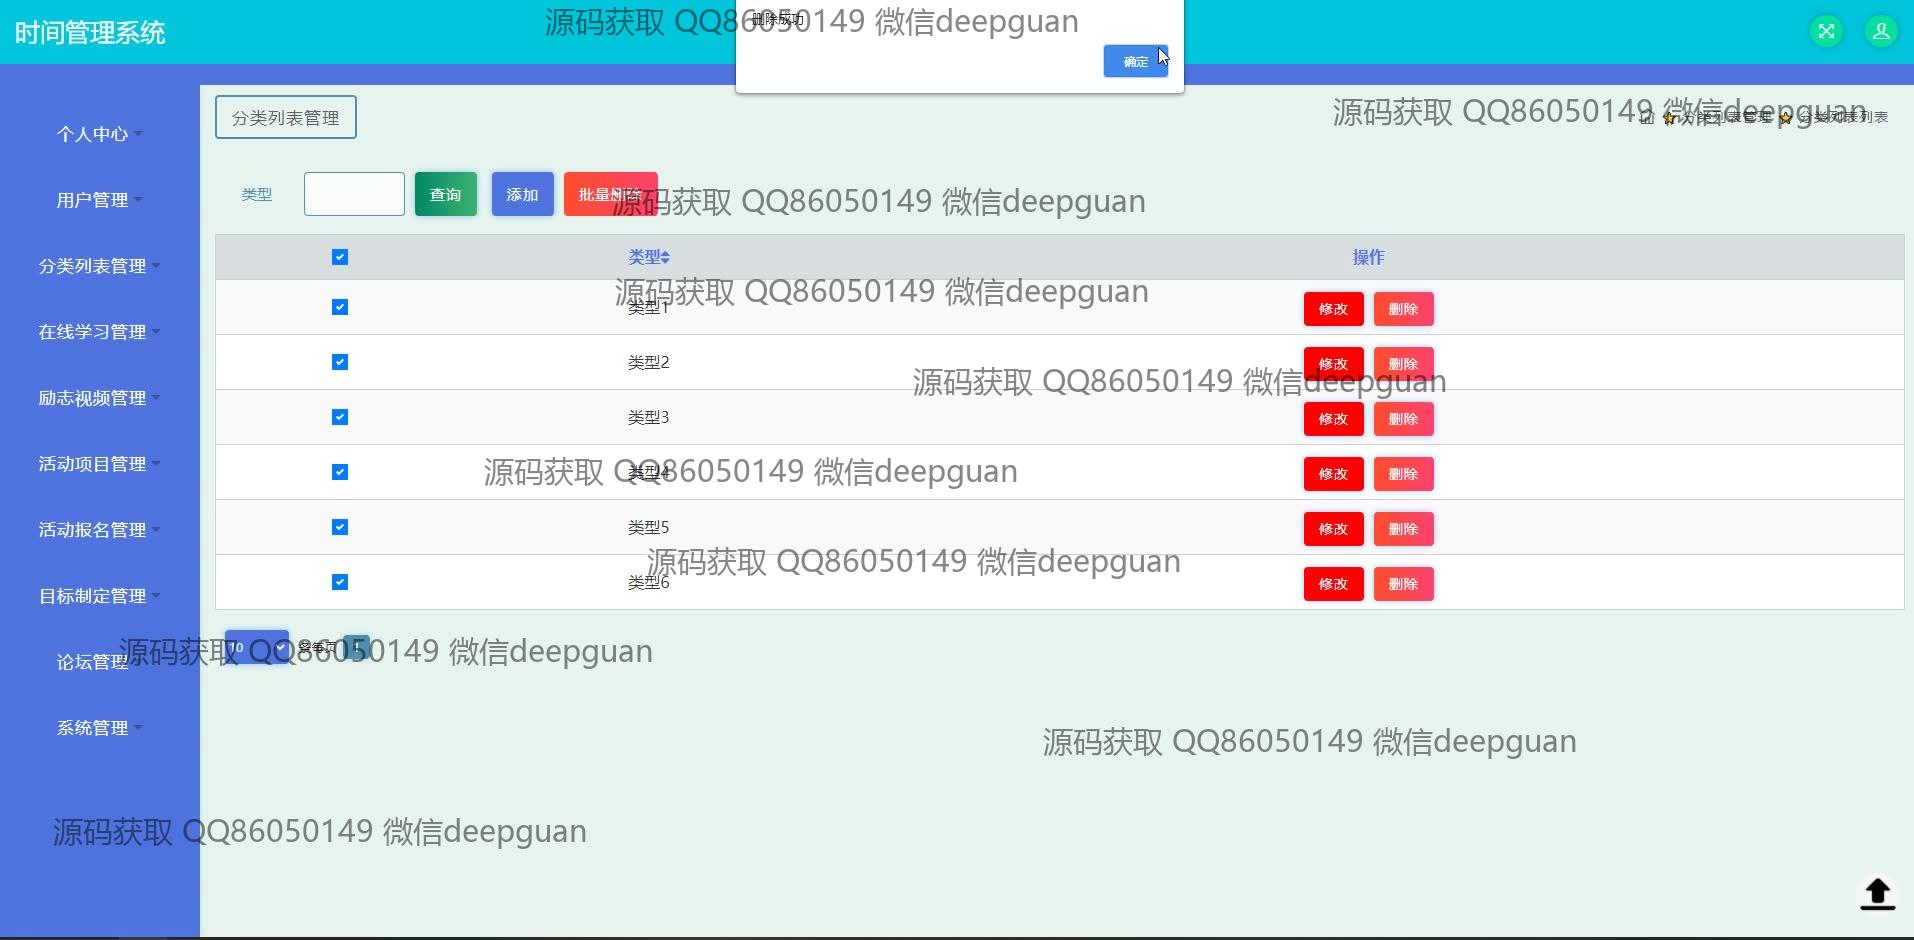 时间管理系统
源码获取 QQ86050149 微信deepguan
删除成功
确定
个人中心
用户管理
分类列表管理
在线学习管理
励志视频管理
活动项目管理
活动报名管理
目标制定管理
论坛管理
系统管理
分类列表管理
源码获取 QQ86050149 微信deepguan
分类列表管理 分类列表列表
类型
查询
添加
批量删除
源码获取 QQ86050149 微信deepguan
类型 操作
源码获取 QQ86050149 微信deepguan
类型1 修改 删除
类型2 修改 删除
源码获取 QQ86050149 微信deepguan
类型3 修改 删除
类型4 修改 删除
源码获取 QQ86050149 微信deepguan
类型5 修改 删除
源码获取 QQ86050149 微信deepguan
类型6 修改 删除
10 条每页 1
源码获取 QQ86050149 微信deepguan
源码获取 QQ86050149 微信deepguan
源码获取 QQ86050149 微信deepguan